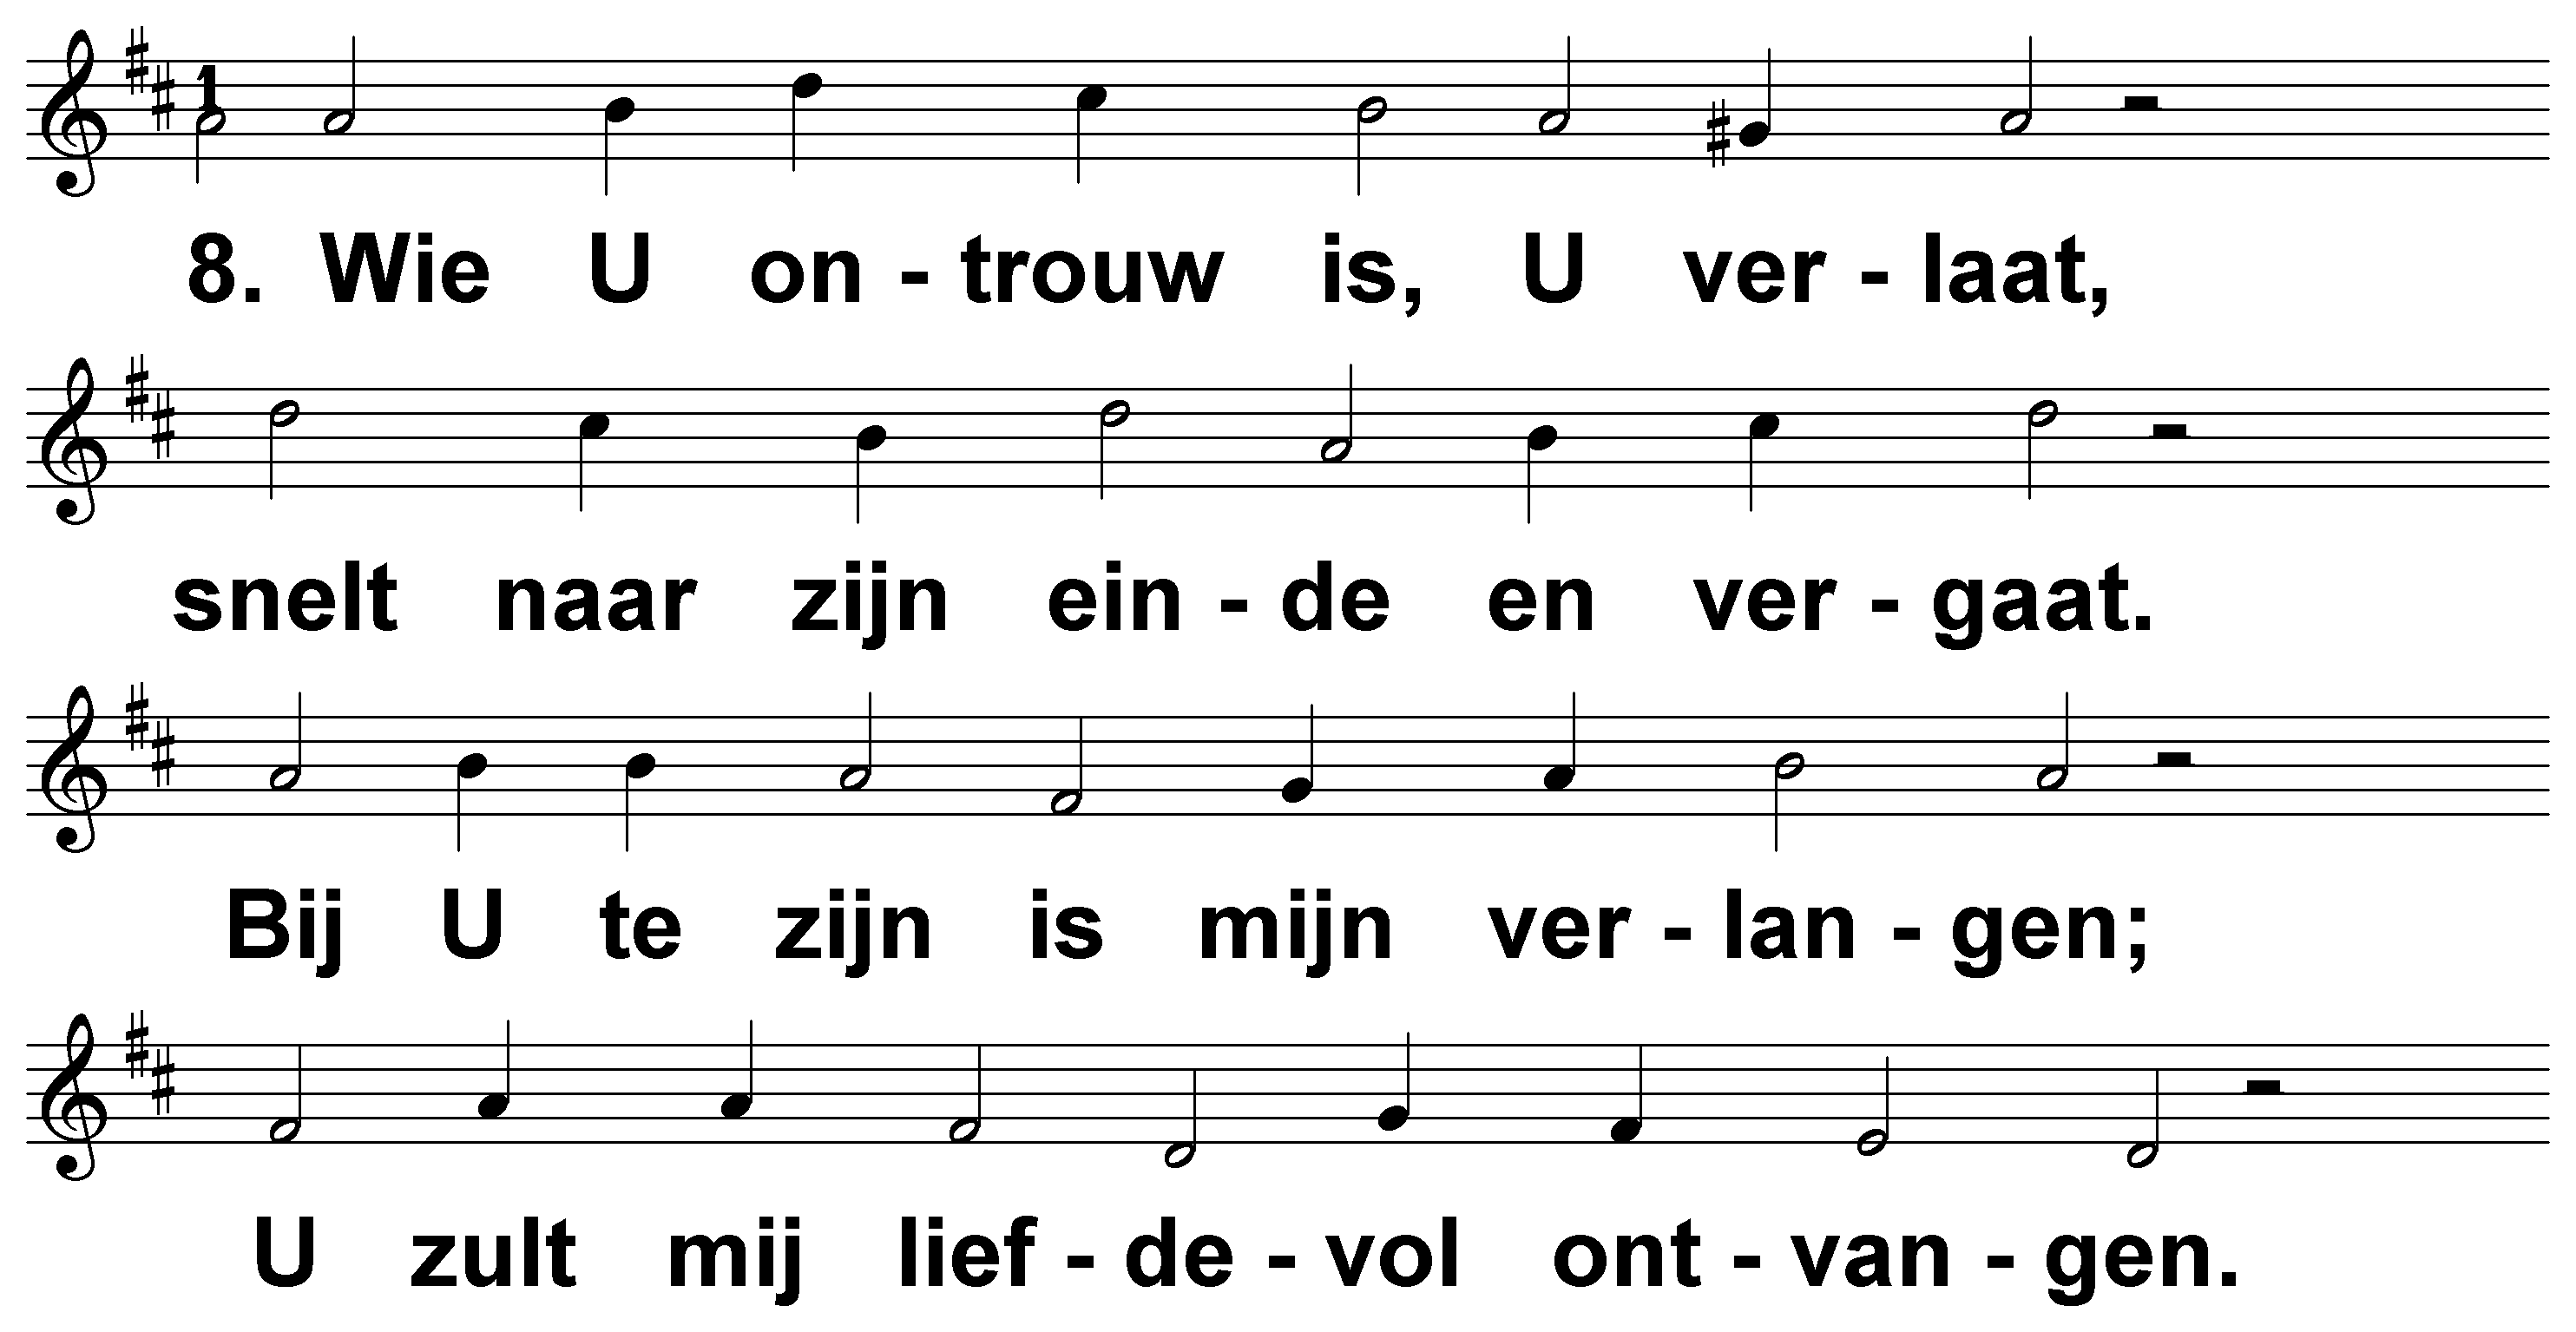 1
8. Wie U on - trouw is, U ver - laat,
snelt naar zijn ein - de en ver - gaat.
Bij U te zijn is mijn ver - lan - gen;
U zult mij lief - de - vol ont - van - gen.